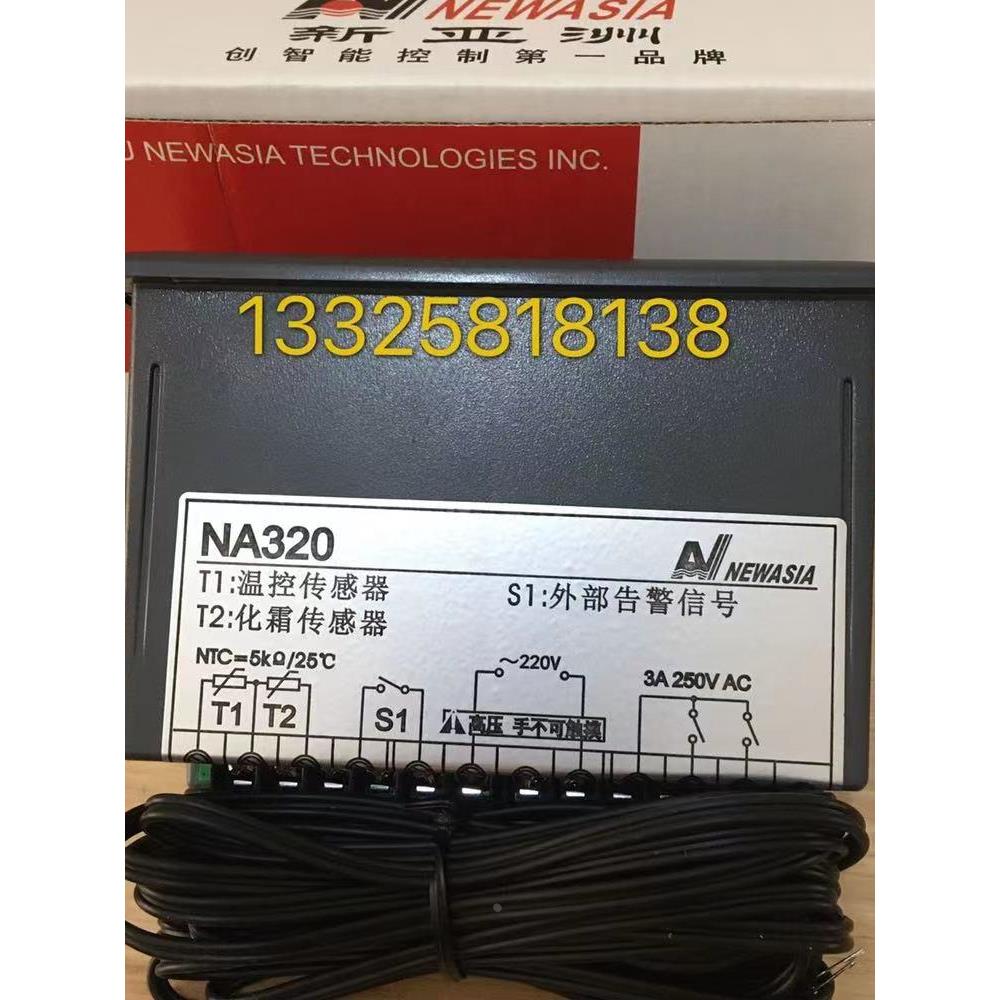 NEWASIA
新亚洲
创智能控制第一品牌
NEWASIA TECHNOLOGIES INC.
13325818138
NA320
NEWASIA
T1:温控传感器
S1:外部告警信号
T2:化霜传感器
NTC=5kΩ/25℃
~220V
3A 250V AC
T1 T2
S1
高压 手不可触摸